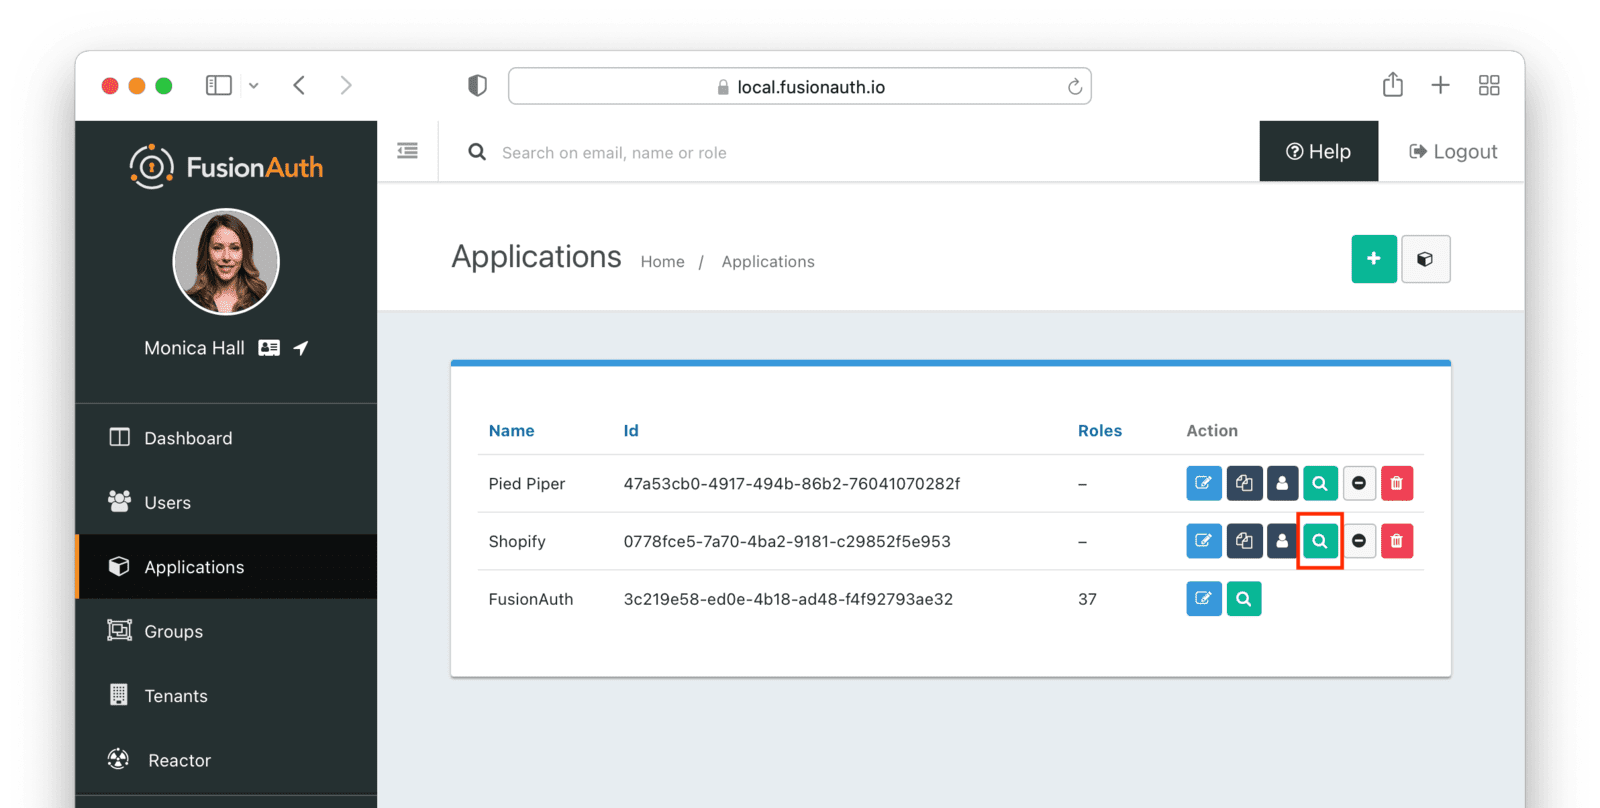 local.fusionauth.io
FusionAuth
Search on email, name or role
Help
Logout
Monica Hall
Applications
Home / Applications
Dashboard
Users
Applications
Groups
Tenants
Reactor
Name Id Roles Action
Pied Piper 47a53cb0-4917-494b-86b2-76041070282f –
Shopify 0778fce5-7a70-4ba2-9181-c29852f5e953 –
FusionAuth 3c219e58-ed0e-4b18-ad48-f4f92793ae32 37